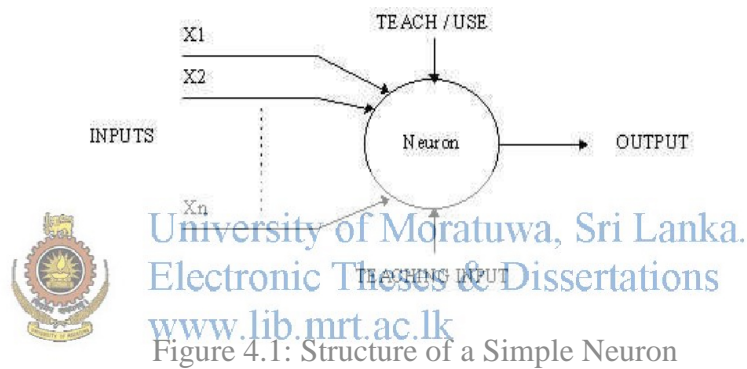 TEACH / USE
X1
X2
INPUTS
Neuron
OUTPUT
Xn
University of Moratuwa, Sri Lanka.
TEACHING INPUT
Electronic Theses & Dissertations
www.lib.mrt.ac.lk
Figure 4.1: Structure of a Simple Neuron